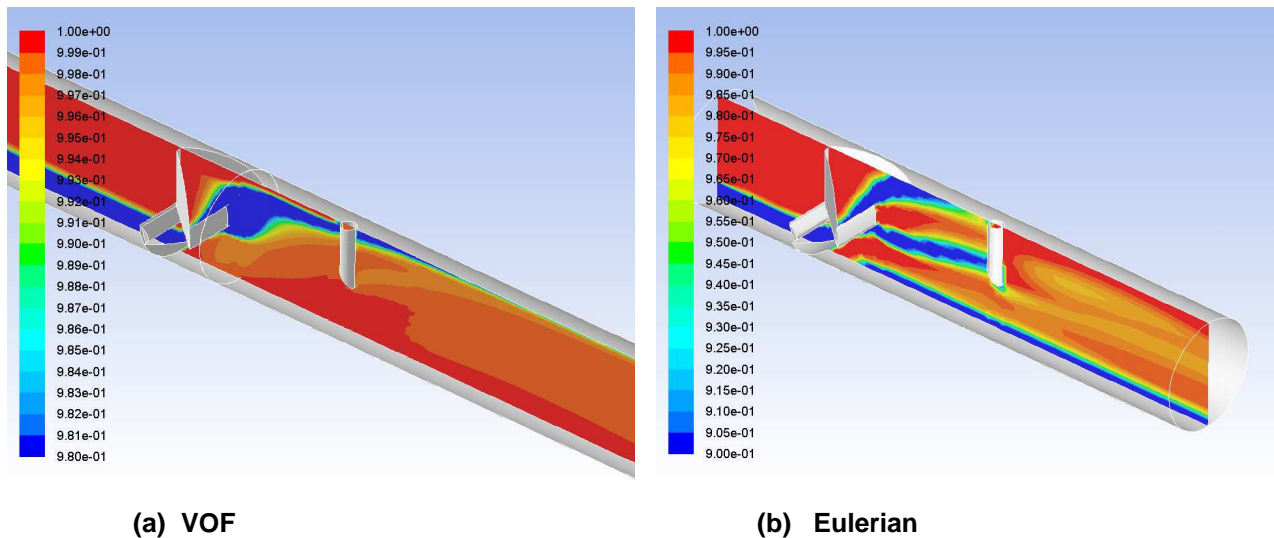 1.00e+00
9.99e-01
9.98e-01
9.97e-01
9.96e-01
9.95e-01
9.94e-01
9.93e-01
9.92e-01
9.91e-01
9.90e-01
9.89e-01
9.88e-01
9.87e-01
9.86e-01
9.85e-01
9.84e-01
9.83e-01
9.82e-01
9.81e-01
9.80e-01
(a) VOF
1.00e+00
9.95e-01
9.90e-01
9.85e-01
9.80e-01
9.75e-01
9.70e-01
9.65e-01
9.60e-01
9.55e-01
9.50e-01
9.45e-01
9.40e-01
9.35e-01
9.30e-01
9.25e-01
9.20e-01
9.15e-01
9.10e-01
9.05e-01
9.00e-01
(b) Eulerian